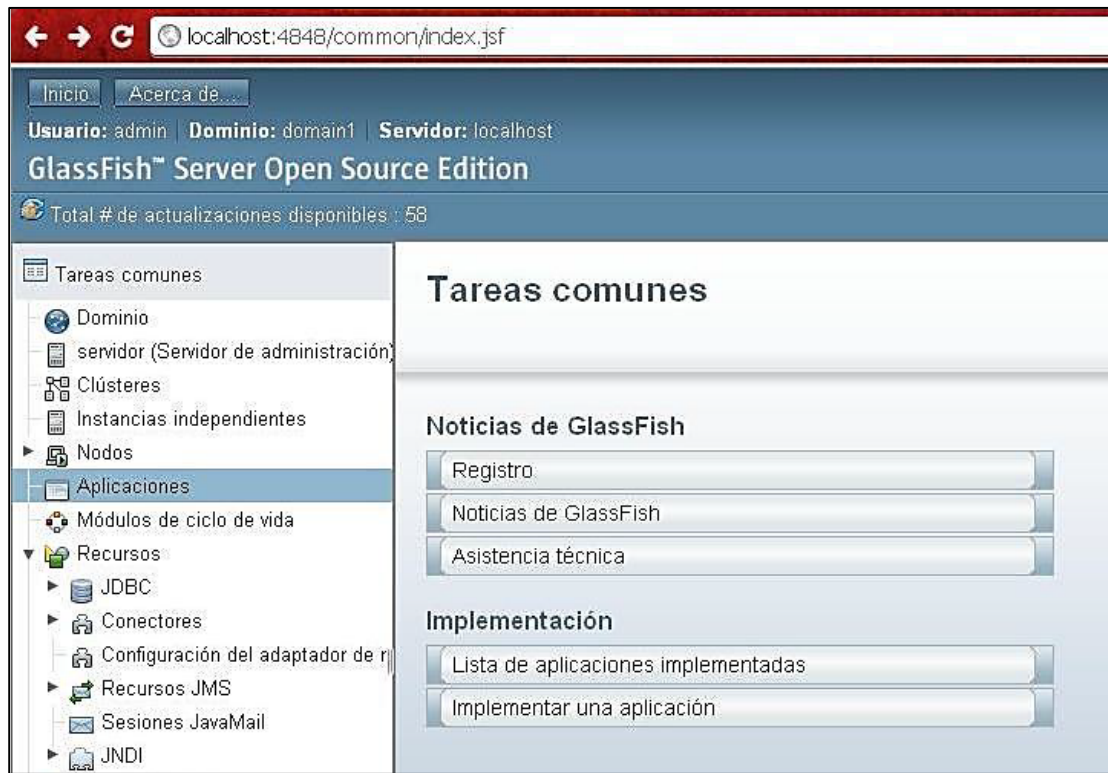 localhost:4848/common/index.jsf
Inicio Acerca de....
Usuario: admin Dominio: domain1 Servidor: localhost
GlassFish™ Server Open Source Edition
Total # de actualizaciones disponibles : 58
Tareas comunes
Dominio
servidor (Servidor de administración)
Clústeres
Instancias independientes
Nodos
Aplicaciones
Módulos de ciclo de vida
Recursos
JDBC
Conectores
Configuración del adaptador de r
Recursos JMS
Sesiones JavaMail
JNDI
Tareas comunes
Noticias de GlassFish
Registro
Noticias de GlassFish
Asistencia técnica
Implementación
Lista de aplicaciones implementadas
Implementar una aplicación